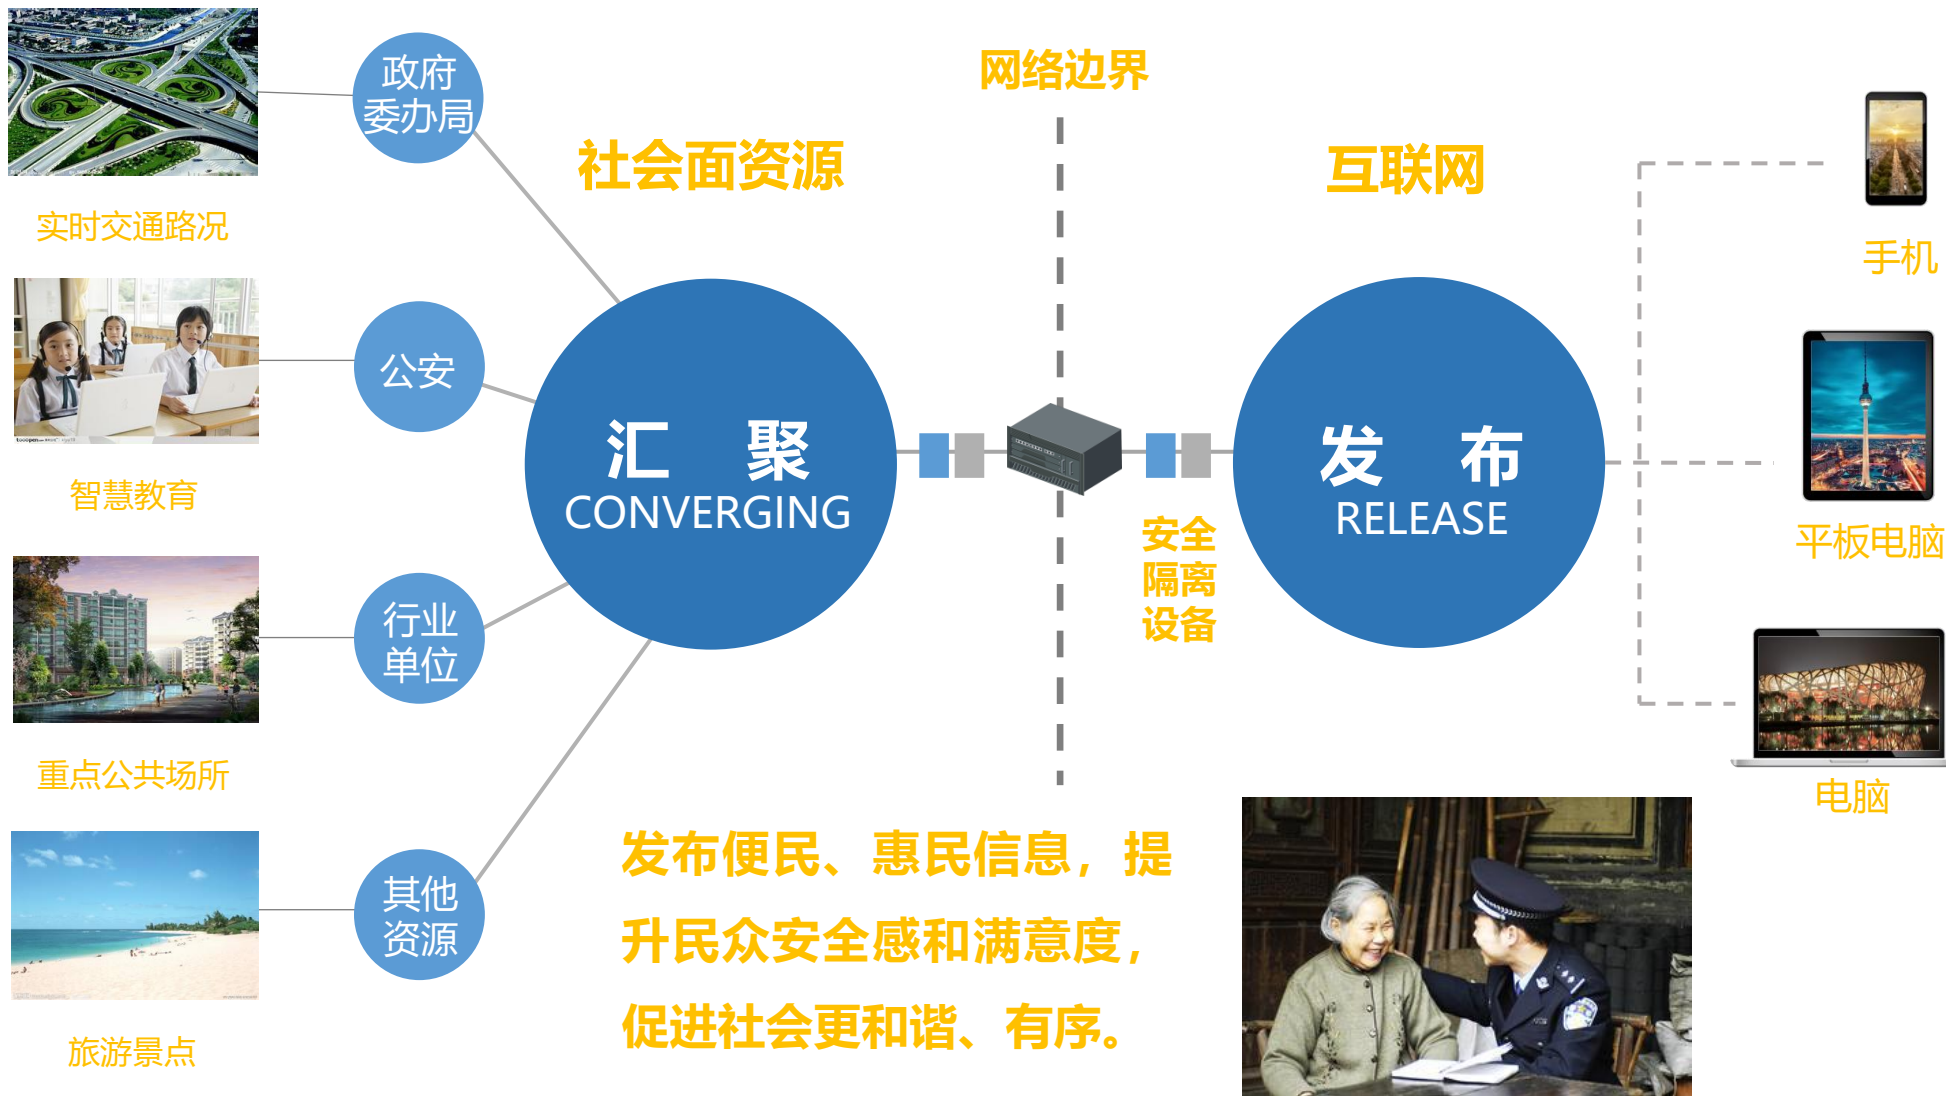 政府
委办局
实时交通路况
公安
智慧教育
行业
单位
重点公共场所
其他
资源
旅游景点
社会面资源
汇 聚
CONVERGING
网络边界
安全
隔离
设备
互联网
发 布
RELEASE
手机
平板电脑
电脑
发布便民、惠民信息，提
升民众安全感和满意度，
促进社会更和谐、有序。